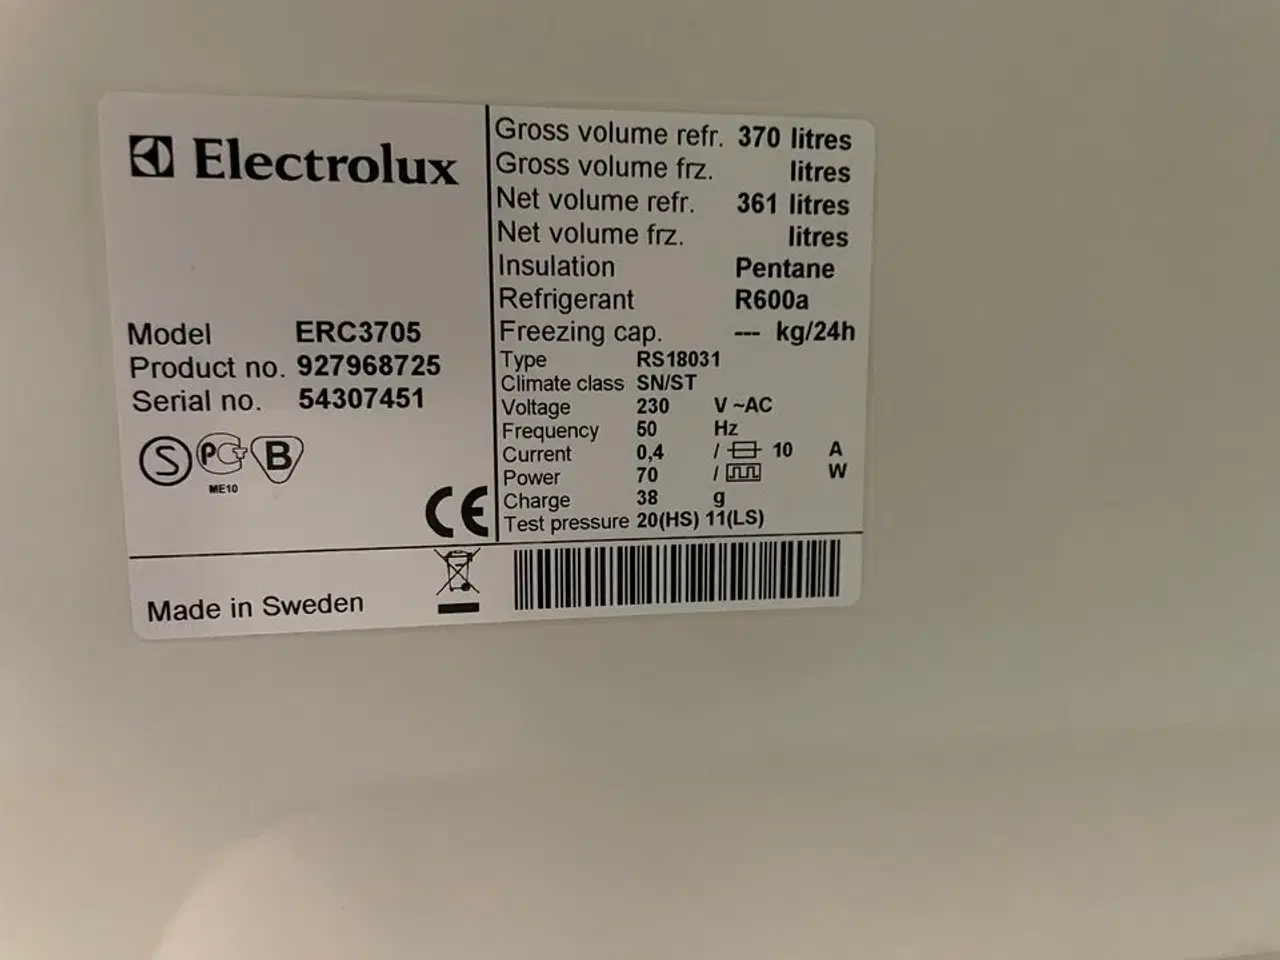 Electrolux
Model ERC3705
Product no. 927968725
Serial no. 54307451
S PCT B
ME10
CE
Made in Sweden
Gross volume refr. 370 litres
Gross volume frz. litres
Net volume refr. 361 litres
Net volume frz. litres
Insulation Pentane
Refrigerant R600a
Freezing cap. --- kg/24h
Type RS18031
Climate class SN/ST
Voltage 230 V ~AC
Frequency 50 Hz
Current 0,4 / 10 A
Power 70 / W
Charge 38 g
Test pressure 20(HS) 11(LS)